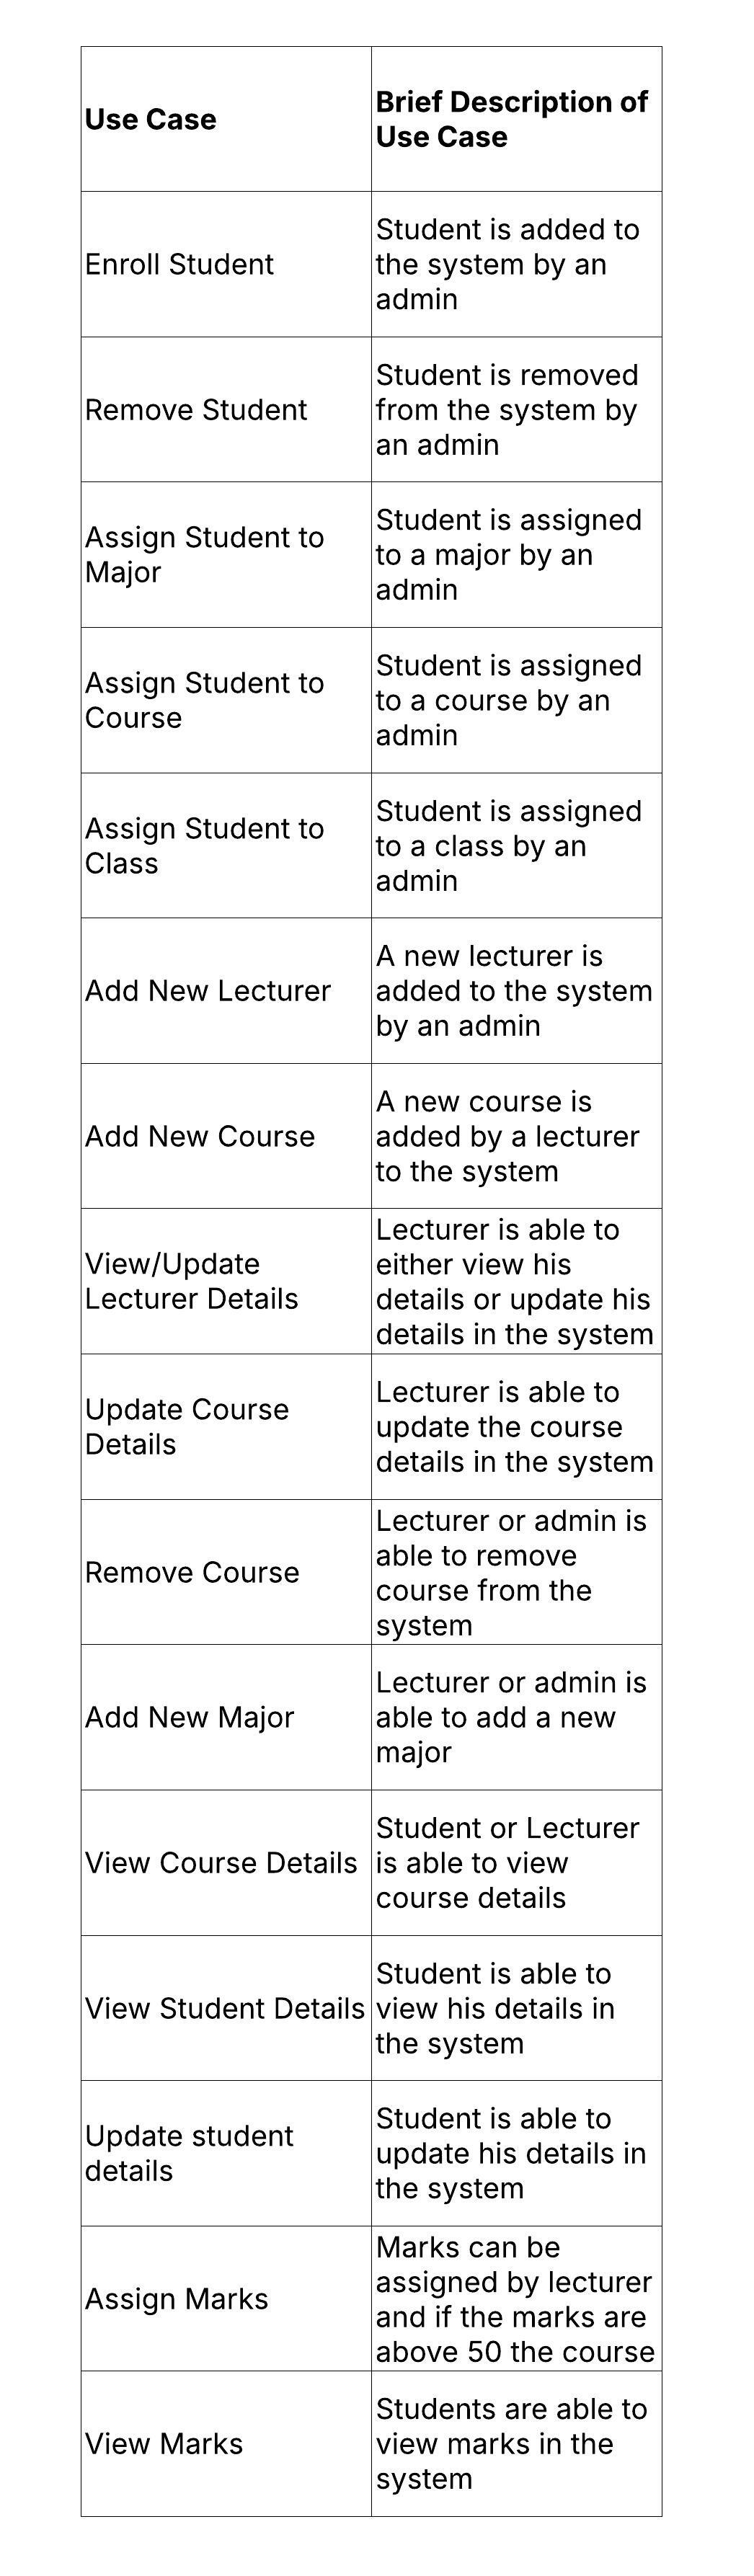 Use Case
Brief Description of
Use Case
Enroll Student
Student is added to
the system by an
admin
Remove Student
Student is removed
from the system by
an admin
Assign Student to
Major
Student is assigned
to a major by an
admin
Assign Student to
Course
Student is assigned
to a course by an
admin
Assign Student to
Class
Student is assigned
to a class by an
admin
Add New Lecturer
A new lecturer is
added to the system
by an admin
Add New Course
A new course is
added by a lecturer
to the system
View/Update
Lecturer Details
Lecturer is able to
either view his
details or update his
details in the system
Update Course
Details
Lecturer is able to
update the course
details in the system
Remove Course
Lecturer or admin is
able to remove
course from the
system
Add New Major
Lecturer or admin is
able to add a new
major
View Course Details
Student or Lecturer
is able to view
course details
View Student Details
Student is able to
view his details in
the system
Update student
details
Student is able to
update his details in
the system
Assign Marks
Marks can be
assigned by lecturer
and if the marks are
above 50 the course
View Marks
Students are able to
view marks in the
system